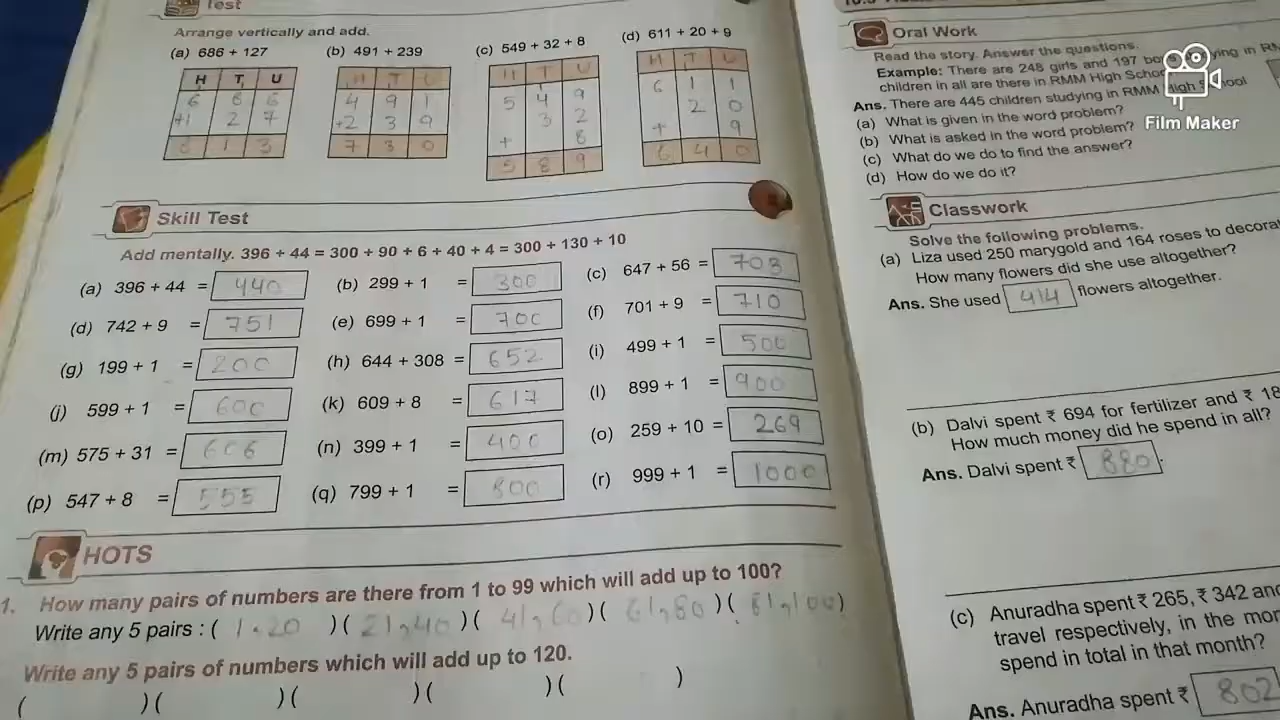 Test
Arrange vertically and add.
(a) 686 + 127 (b) 491 + 239 (c) 549 + 32 + 8 (d) 611 + 20 + 9
H T U H T U H T U H T U
6 8 6 4 9 1 5 4 9 6 1 1
+1 2 7 +2 3 9 3 2 2 0
+ 8 + 9
8 1 3 7 3 0 5 8 9 6 4 0
Skill Test
Add mentally. 396 + 44 = 300 + 90 + 6 + 40 + 4 = 300 + 130 + 10
(a) 396 + 44 = 440 (b) 299 + 1 = 300 (c) 647 + 56 = 703
(d) 742 + 9 = 751 (e) 699 + 1 = 700 (f) 701 + 9 = 710
(g) 199 + 1 = 200 (h) 644 + 308 = 652 (i) 499 + 1 = 500
(j) 599 + 1 = 600 (k) 609 + 8 = 617 (l) 899 + 1 = 900
(m) 575 + 31 = 606 (n) 399 + 1 = 400 (o) 259 + 10 = 269
(p) 547 + 8 = 555 (q) 799 + 1 = 800 (r) 999 + 1 = 1000
HOTS
1. How many pairs of numbers are there from 1 to 99 which will add up to 100?
Write any 5 pairs : ( 1,20 ) ( 21,40 ) ( 41,60 ) ( 61,80 ) ( 81,100 )
Write any 5 pairs of numbers which will add up to 120.
( ) ( ) ( ) ( ) ( )
Oral Work
Read the story. Answer the questions.
Example: There are 248 girls and 197 in
children in all are there in RMM High
Ans. There are 445 children studying in RMM High School
(a) What is given in the word problem?
(b) What is asked in the word problem?
(c) What do we do to find the answer?
(d) How do we do it?
Film Maker
Classwork
Solve the following problems.
(a) Liza used 250 marygold and 164 roses to decora
How many flowers did she use altogether?
Ans. She used 414 flowers altogether.
(b) Dalvi spent ₹ 694 for fertilizer and ₹ 18
How much money did he spend in all?
Ans. Dalvi spent ₹ 880.
(c) Anuradha spent ₹ 265, ₹ 342 and
travel respectively, in the mon
spend in total in that month?
Ans. Anuradha spent ₹ 802